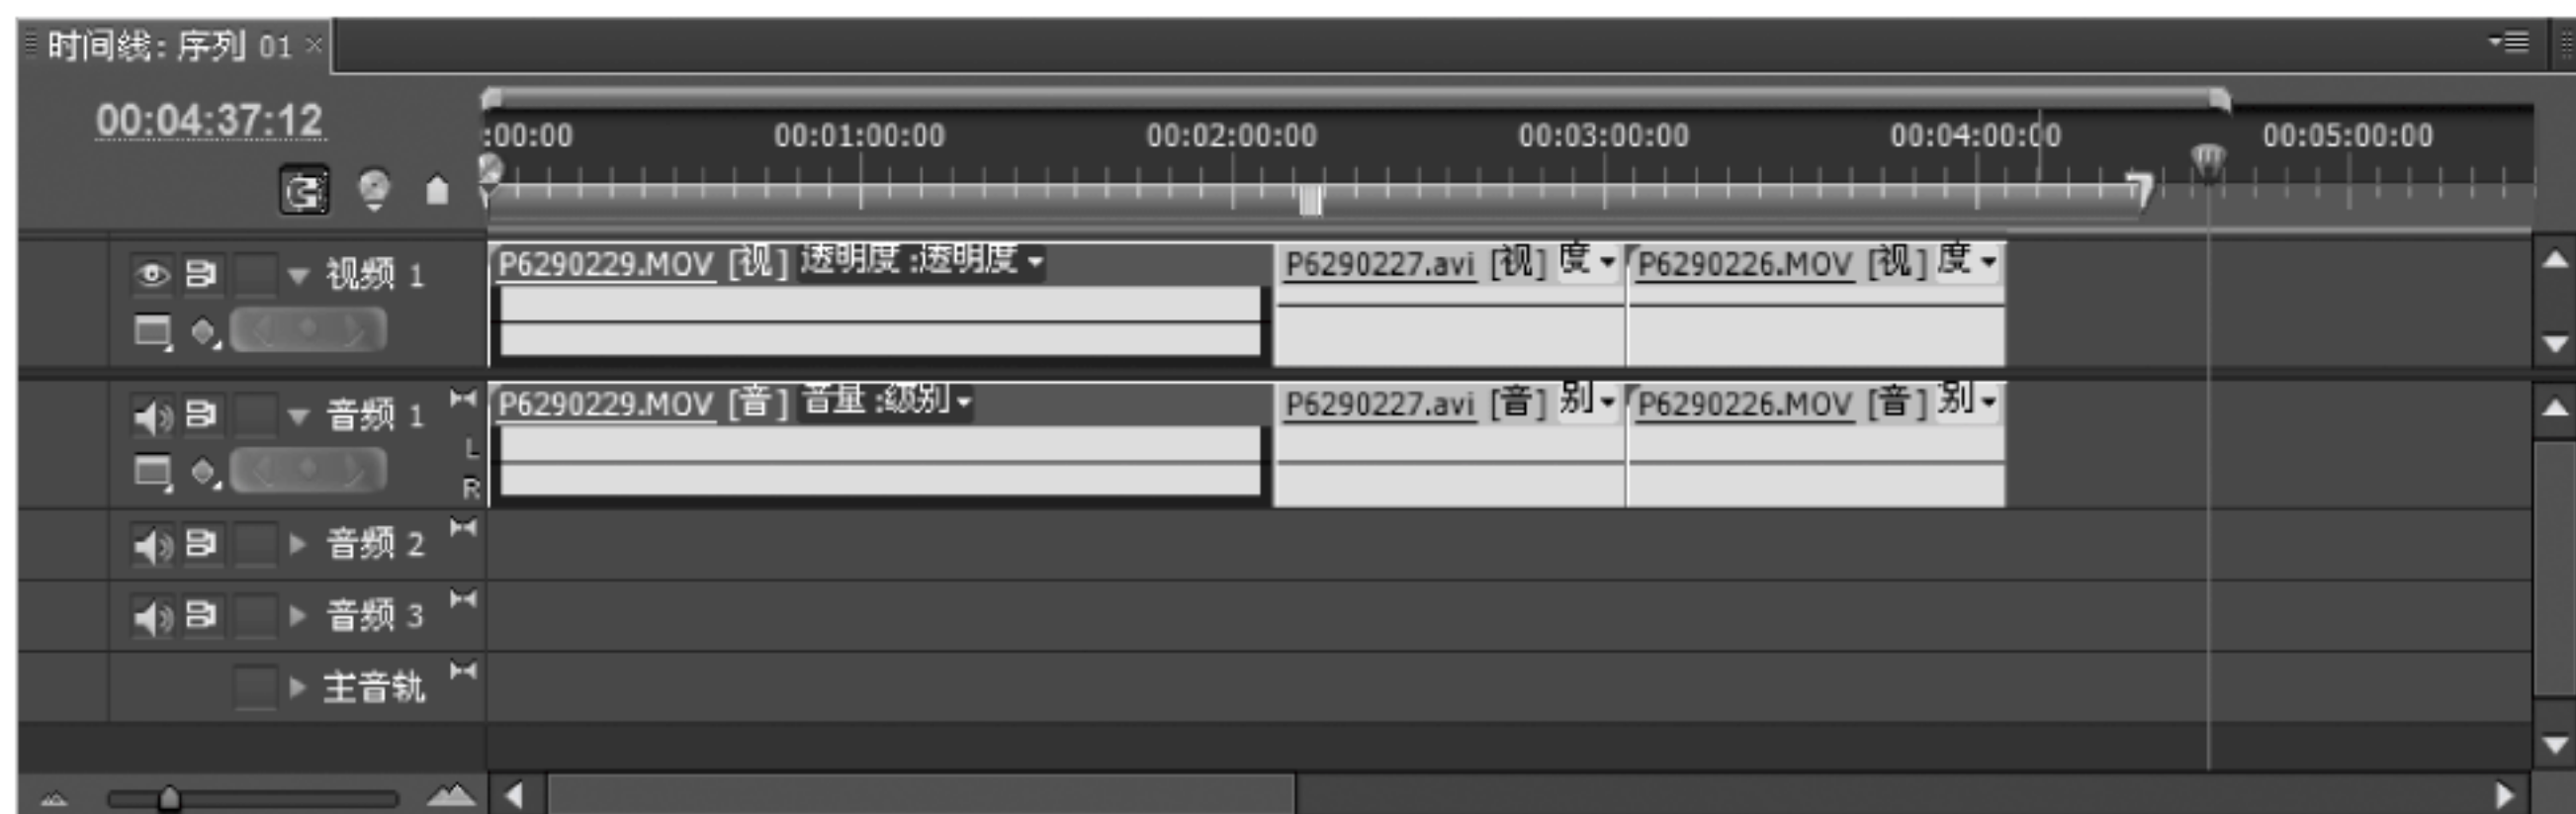 时间线: 序列 01 ×
00:04:37:12
:00:00 00:01:00:00 00:02:00:00 00:03:00:00 00:04:00:00 00:05:00:00
视频 1 P6290229.MOV [视] 透明度:透明度 P6290227.avi [视] 度 P6290226.MOV [视] 度
音频 1 P6290229.MOV [音] 音量:级别 P6290227.avi [音] 别 P6290226.MOV [音] 别
L
R
音频 2
音频 3
主音轨